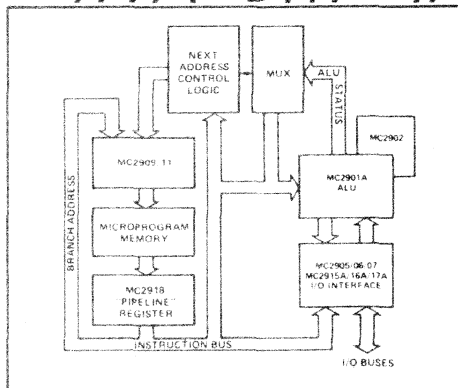 NEXT
ADDRESS
CONTROL
LOGIC
MUX
ALU
STATUS
MC2902
MC2909/11
MC2901A
ALU
BRANCH ADDRESS
MICROPROGRAM
MEMORY
MC2905/06/07
MC2915A/16A/17A
I/O INTERFACE
MC2918
"PIPELINE"
REGISTER
INSTRUCTION BUS
I/O BUSES